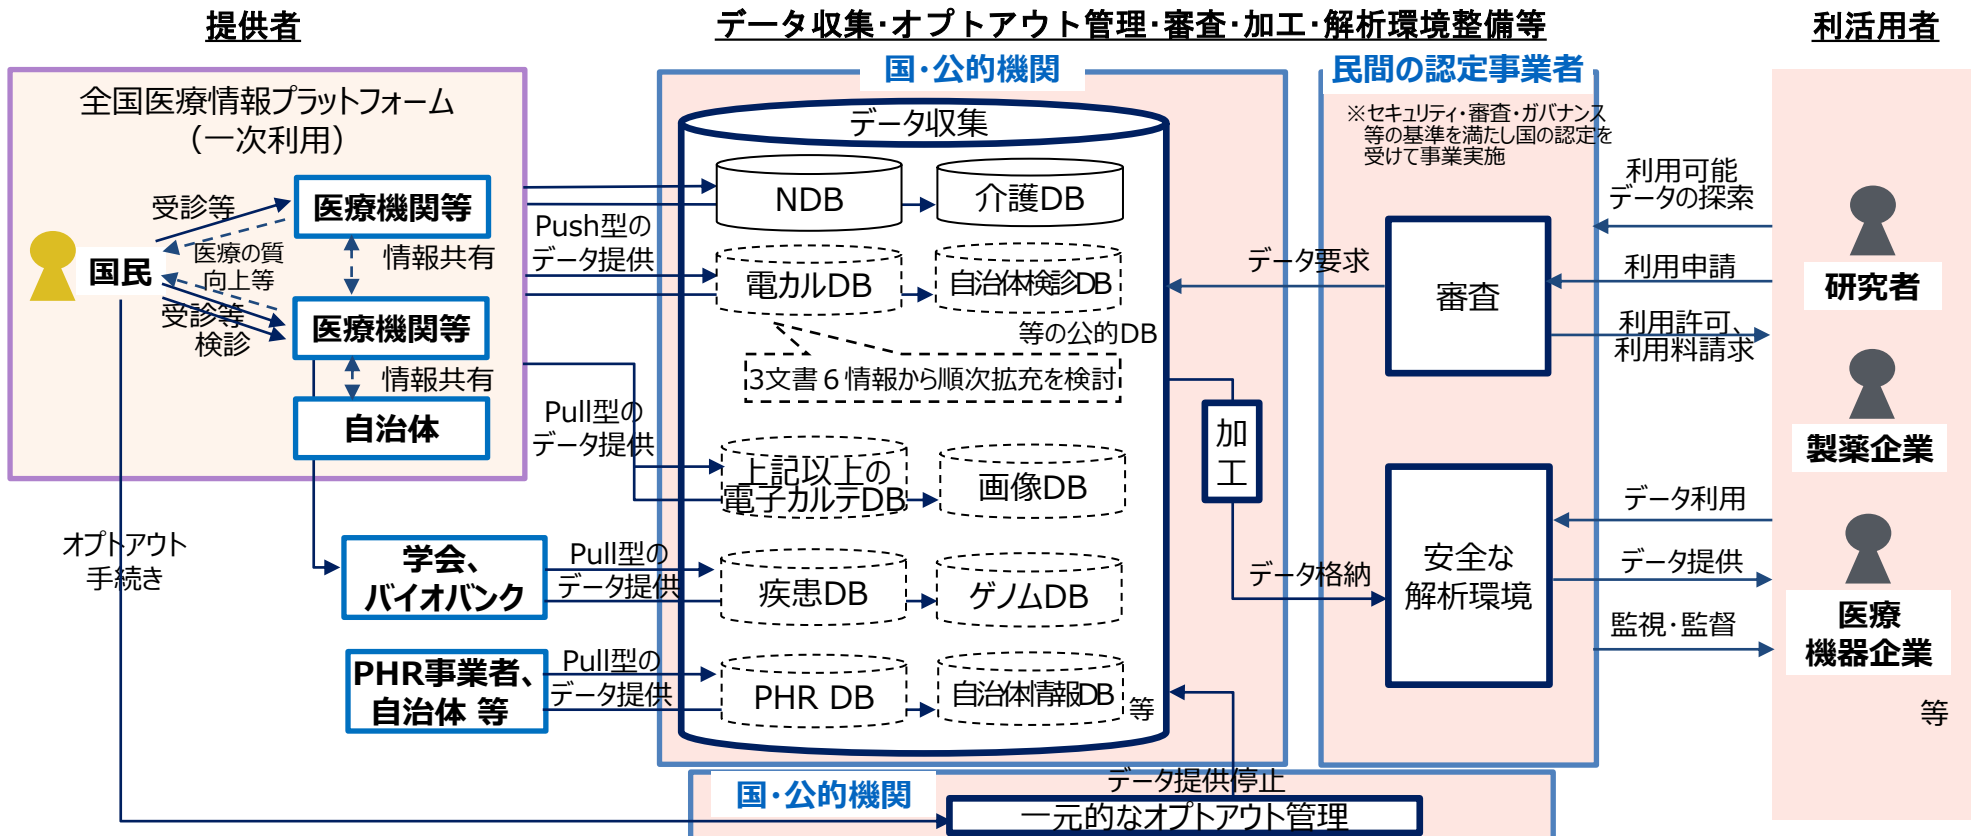 提供者
データ収集・オプトアウト管理・審査・加工・解析環境整備等
利活用者
全国医療情報プラットフォーム
（一次利用）
受診等
医療機関等
医療の質
向上等
情報共有
国民
受診等
検診
医療機関等
情報共有
自治体
オプトアウト
手続き
学会、
バイオバンク
PHR事業者、
自治体 等
Push型の
データ提供
Pull型の
データ提供
Pull型の
データ提供
Pull型の
データ提供
国・公的機関
データ収集
NDB
介護DB
電カルDB
自治体検診DB
等の公的DB
3文書６情報から順次拡充を検討
上記以上の
電子カルテDB
画像DB
疾患DB
ゲノムDB
PHR DB
自治体情報DB
等
加
工
データ要求
データ格納
データ提供停止
国・公的機関
一元的なオプトアウト管理
民間の認定事業者
※セキュリティ・審査・ガバナンス
等の基準を満たし国の認定を
受けて事業実施
審査
安全な
解析環境
利用可能
データの探索
利用申請
利用許可、
利用料請求
データ利用
データ提供
監視・監督
研究者
製薬企業
医療
機器企業
等